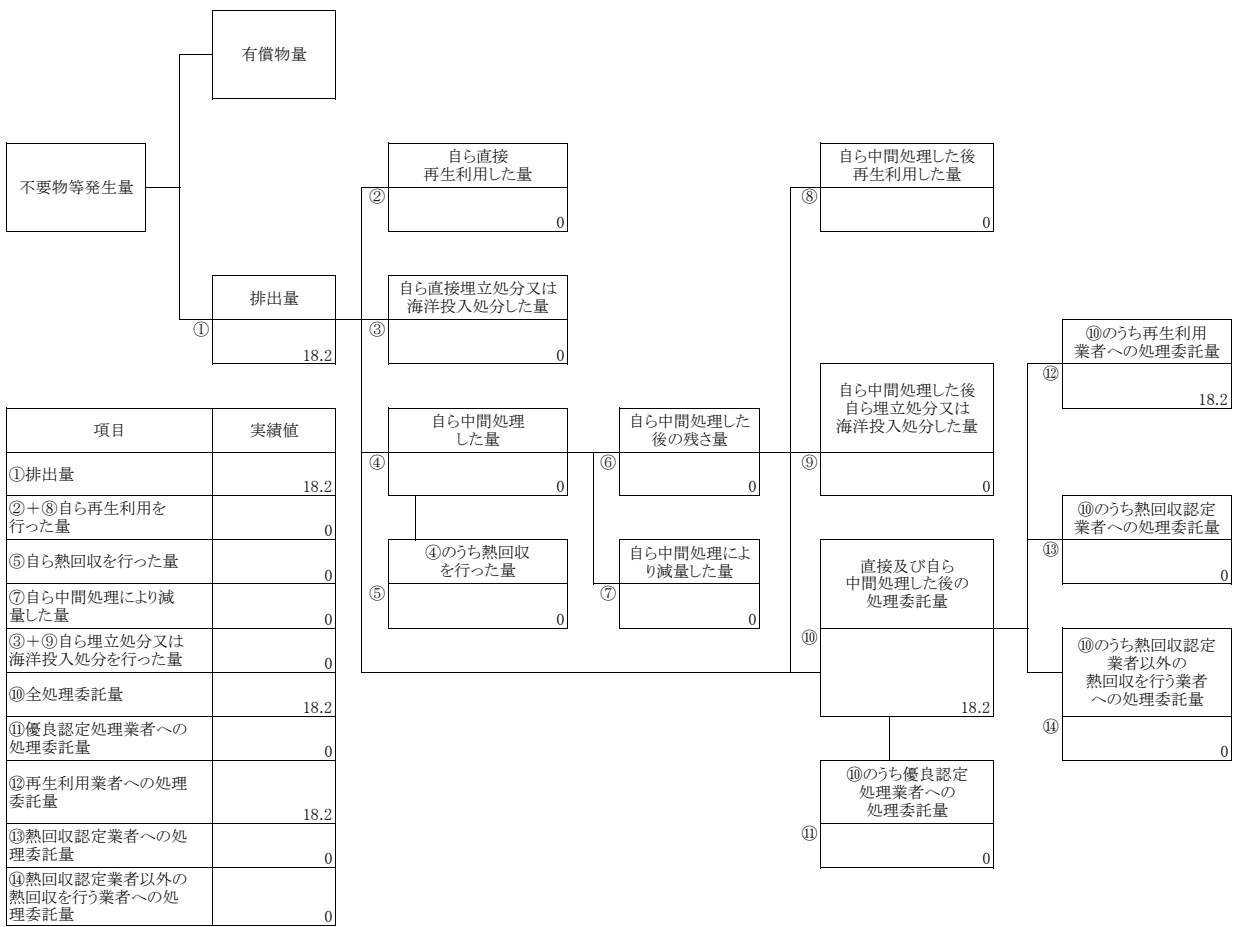 有償物量
不要物等発生量
自ら直接
再生利用した量
②
0
自ら中間処理した後
再生利用した量
⑧
0
排出量
①
18.2
自ら直接埋立処分又は
海洋投入処分した量
③
0
⑩のうち再生利用
業者への処理委託量
⑫
18.2
自ら中間処理
した量
④
0
自ら中間処理した
後の残さ量
⑥
0
自ら中間処理した後
自ら埋立処分又は
海洋投入処分した量
⑨
0
④のうち熱回収
を行った量
⑤
0
自ら中間処理によ
り減量した量
⑦
0
直接及び自ら
中間処理した後の
処理委託量
⑩
18.2
⑩のうち熱回収認定
業者への処理委託量
⑬
0
⑩のうち熱回収認定
業者以外の
熱回収を行う業者
への処理委託量
⑭
0
⑩のうち優良認定
処理業者への
処理委託量
⑪
0
項目 実績値
①排出量 18.2
②＋⑧自ら再生利用を
行った量 0
⑤自ら熱回収を行った量 0
⑦自ら中間処理により減
量した量 0
③＋⑨自ら埋立処分又は
海洋投入処分を行った量 0
⑩全処理委託量 18.2
⑪優良認定処理業者への
処理委託量 0
⑫再生利用業者への処理
委託量 18.2
⑬熱回収認定業者への処
理委託量 0
⑭熱回収認定業者以外の
熱回収を行う業者への処
理委託量 0